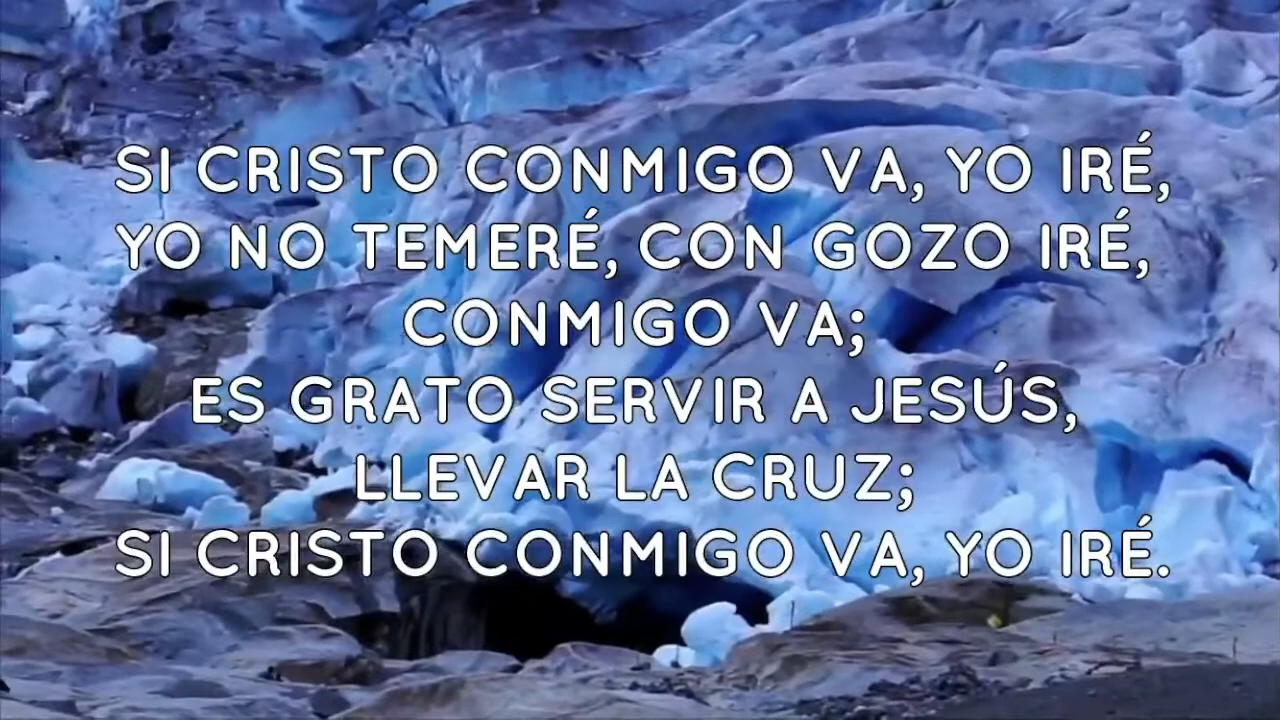 SI CRISTO CONMIGO VA, YO IRÉ,
YO NO TEMERÉ, CON GOZO IRÉ,
CONMIGO VA;
ES GRATO SERVIR A JESÚS,
LLEVAR LA CRUZ;
SI CRISTO CONMIGO VA, YO IRÉ.